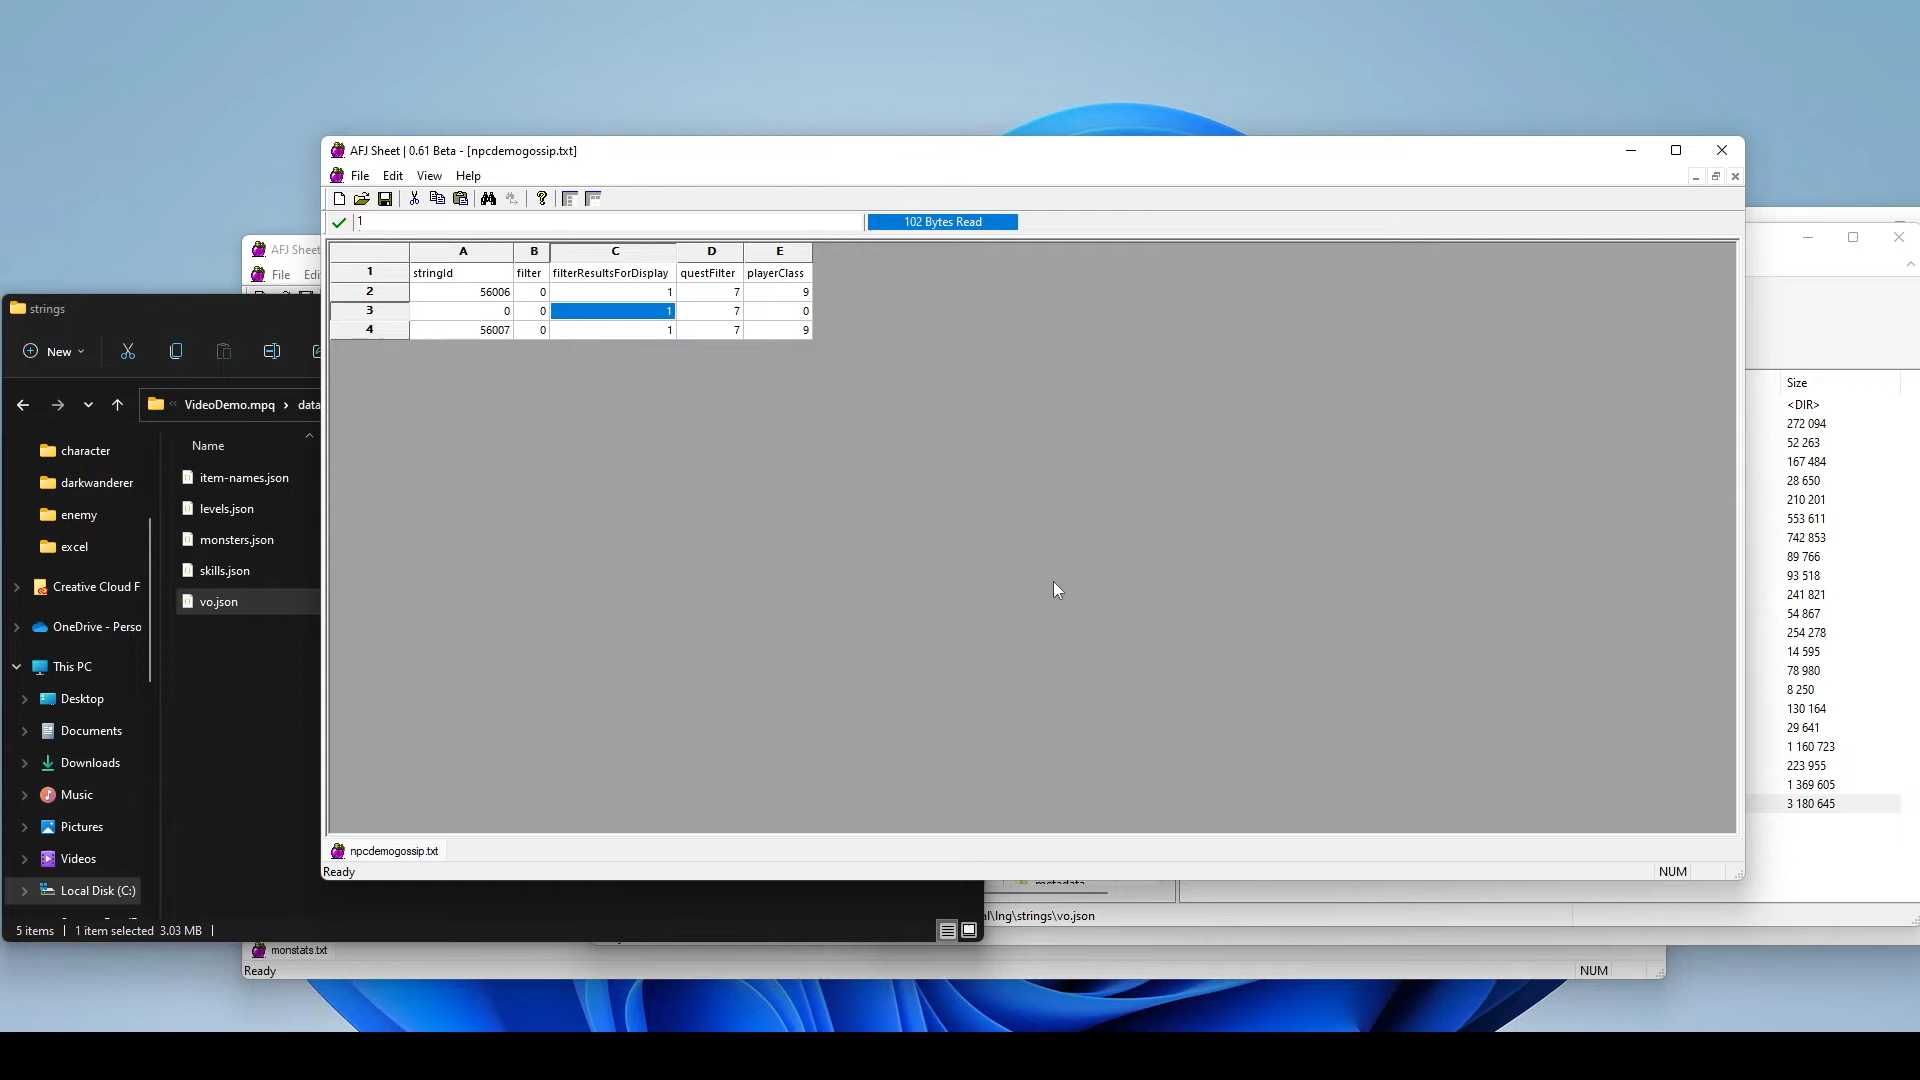 AFJ Sheet | 0.61 Beta - [npcdemogossip.txt]
File Edit View Help
1
102 Bytes Read
A B C D E
1 stringId filter filterResultsForDisplay questFilter playerClass
2 56006 0 1 7 9
3 0 0 1 7 0
4 56007 0 1 7 9
npcdemogossip.txt
Ready
NUM
AFJ Sheet
File
strings
New
VideoDemo.mpq
character
darkwanderer
enemy
excel
Creative Cloud F
OneDrive - Perso
This PC
Desktop
Documents
Downloads
Music
Pictures
Videos
Local Disk (C:)
Name
item-names.json
levels.json
monsters.json
skills.json
vo.json
5 items 1 item selected 3.03 MB
monstats.txt
Ready
NUM
Size
<DIR>
272 094
52 263
167 484
28 650
210 201
553 611
742 853
89 766
93 518
241 821
54 867
254 278
14 595
78 980
8 250
130 164
29 641
1 160 723
223 955
1 369 605
3 180 645
metadata
al\lng\strings\vo.json